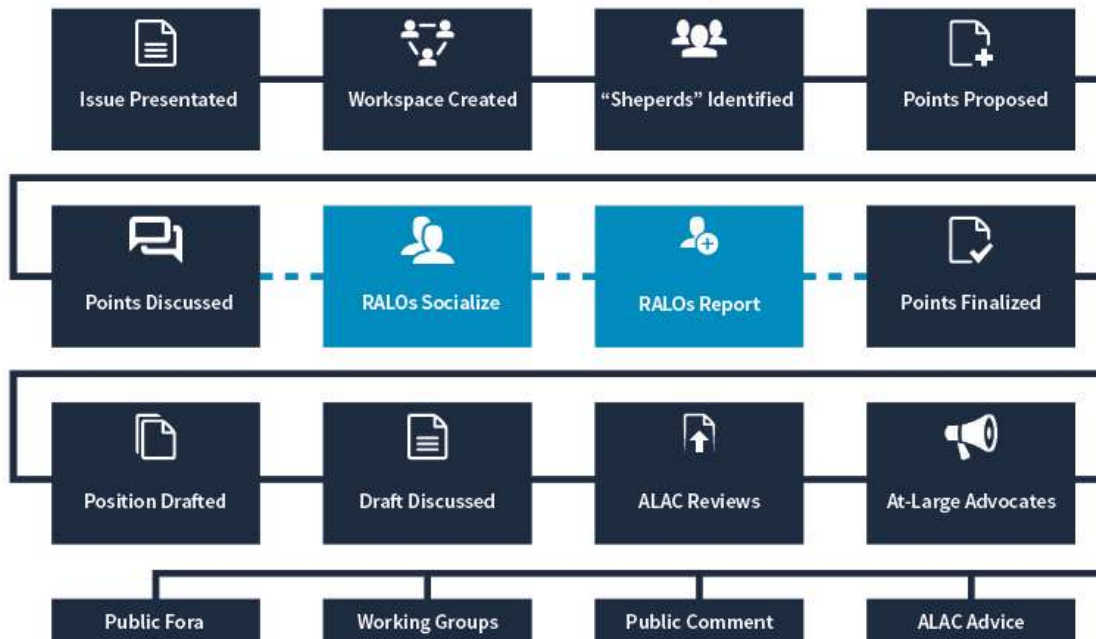 Issue Presentated
Workspace Created
“Sheperds” Identified
Points Proposed
Points Discussed
RALOs Socialize
RALOs Report
Points Finalized
Position Drafted
Draft Discussed
ALAC Reviews
At-Large Advocates
Public Fora
Working Groups
Public Comment
ALAC Advice